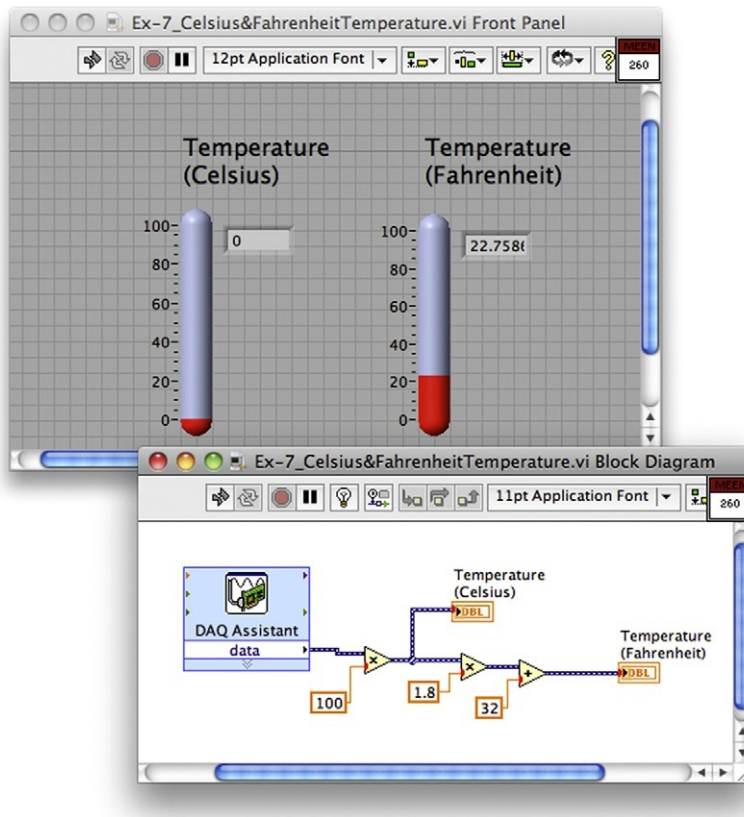 Ex-7_Celsius&FahrenheitTemperature.vi Front Panel
12pt Application Font
?
MEEN
260
Temperature
(Celsius)
100
80
60
40
20
0
0
Temperature
(Fahrenheit)
100
80
60
40
20
0
22.758
Ex-7_Celsius&FahrenheitTemperature.vi Block Diagram
11pt Application Font
MEEN
260
DAQ Assistant
data
100
×
Temperature
(Celsius)
DBL
1.8
×
32
+
Temperature
(Fahrenheit)
DBL